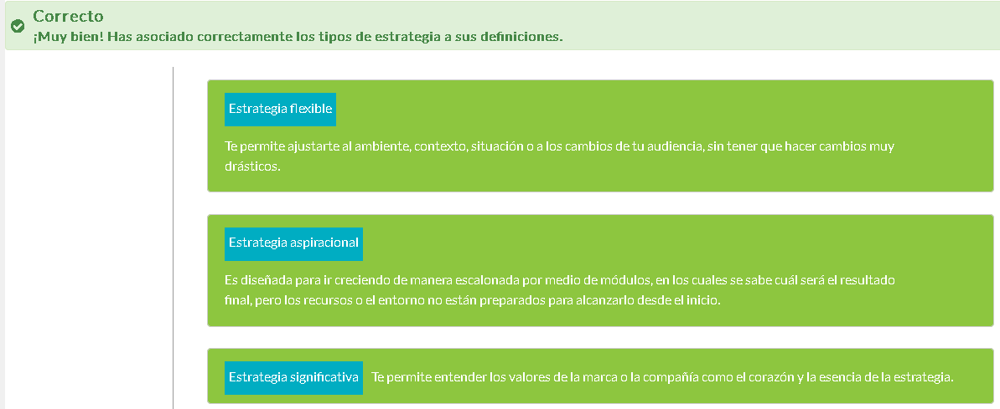 Correcto
¡Muy bien! Has asociado correctamente los tipos de estrategia a sus definiciones.
Estrategia flexible
Te permite ajustarte al ambiente, contexto, situación o a los cambios de tu audiencia, sin tener que hacer cambios muy
drásticos.
Estrategia aspiracional
Es diseñada para ir creciendo de manera escalonada por medio de módulos, en los cuales se sabe cuál será el resultado
final, pero los recursos o el entorno no están preparados para alcanzarlo desde el inicio.
Estrategia significativa Te permite entender los valores de la marca o la compañía como el corazón y la esencia de la estrategia.